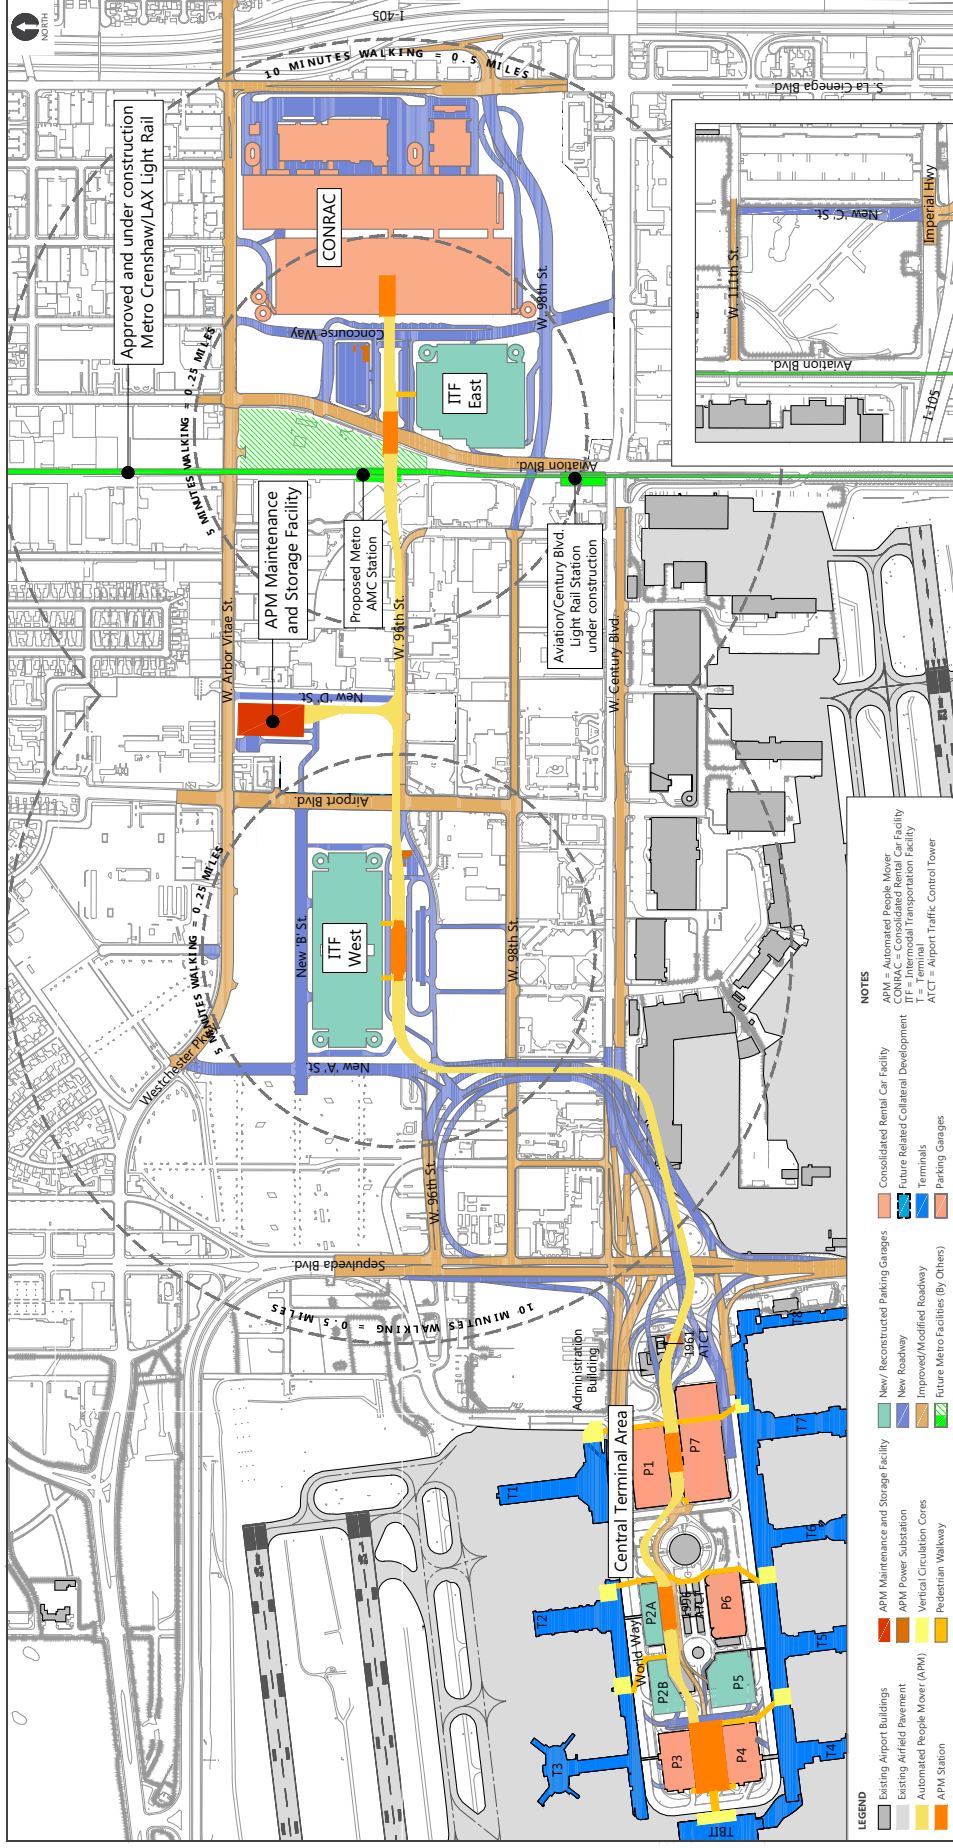 NORTH
I-405
10 MINUTES WALKING = 0.5 MILES
S. La Cienega Blvd.
Approved and under construction
Metro Crenshaw/LAX Light Rail
CONRAC
W. 98th St.
Concourse Way
5 MINUTES WALKING = 0.25 MILES
ITF
East
Aviation Blvd.
W. 111th St.
New 'C' St.
Imperial Hwy
Aviation Blvd.
I-105
APM Maintenance
and Storage Facility
Proposed Metro
AMC Station
Aviation/Century Blvd.
Light Rail Station
under construction
W. Arbor Vitae St.
W. 96th St.
W. Century Blvd.
New 'D' St.
Airport Blvd.
5 MINUTES WALKING = 0.25 MILES
New 'B' St.
ITF
West
W. 98th St.
Westchester Pkwy
New 'A' St.
W. 96th St.
Sepulveda Blvd.
10 MINUTES WALKING = 0.5 MILES
Administration
Building
1961
ATCT
Central Terminal Area
T1
P1
P7
T8
T7
T2
P2A
1996
ATCT
P6
T6
World Way
P2B
P5
T5
T3
P3
P4
T4
TBIT
LEGEND
Existing Airport Buildings
Existing Airfield Pavement
Automated People Mover (APM)
APM Station
APM Maintenance and Storage Facility
APM Power Substation
Vertical Circulation Cores
Pedestrian Walkway
New/ Reconstructed Parking Garages
New Roadway
Improved/Modified Roadway
Future Metro Facilities (By Others)
Consolidated Rental Car Facility
Future Related Collateral Development
Terminals
Parking Garages
NOTES
APM = Automated People Mover
CONRAC = Consolidated Rental Car Facility
ITF = Intermodal Transportation Facility
T = Terminal
ATCT = Airport Traffic Control Tower